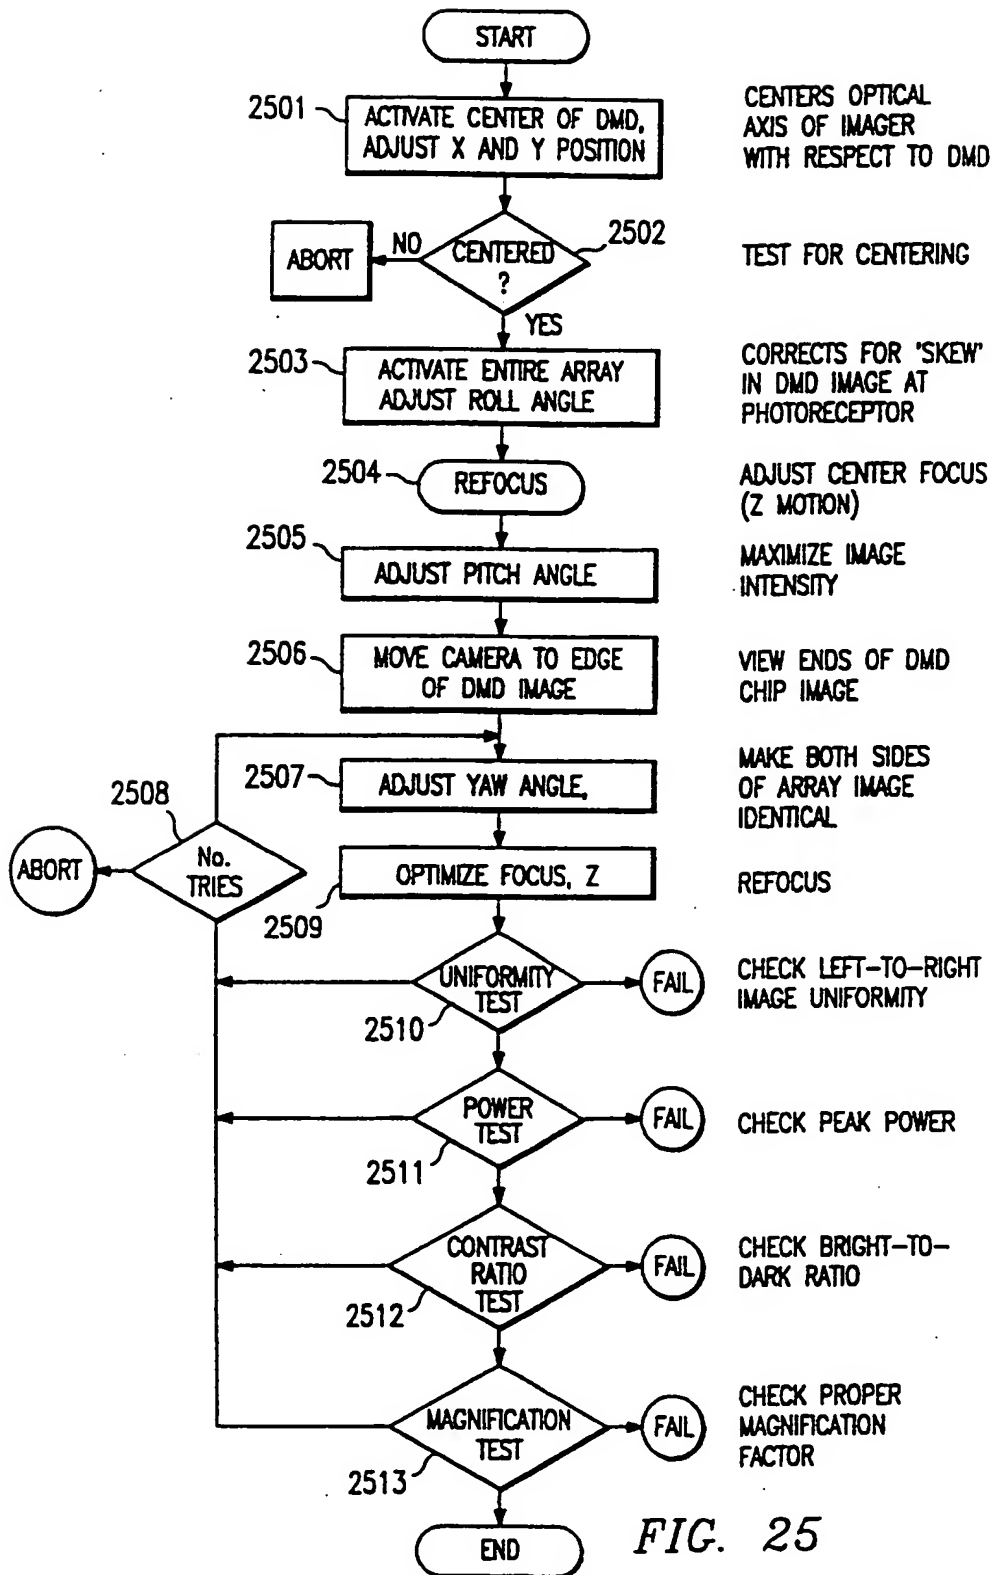 START
2501
ACTIVATE CENTER OF DMD,
ADJUST X AND Y POSITION
CENTERS OPTICAL
AXIS OF IMAGER
WITH RESPECT TO DMD
ABORT
NO
CENTERED
?
2502
TEST FOR CENTERING
YES
2503
ACTIVATE ENTIRE ARRAY
ADJUST ROLL ANGLE
CORRECTS FOR 'SKEW'
IN DMD IMAGE AT
PHOTORECEPTOR
2504
REFOCUS
ADJUST CENTER FOCUS
(Z MOTION)
2505
ADJUST PITCH ANGLE
MAXIMIZE IMAGE
INTENSITY
2506
MOVE CAMERA TO EDGE
OF DMD IMAGE
VIEW ENDS OF DMD
CHIP IMAGE
2507
ADJUST YAW ANGLE,
MAKE BOTH SIDES
OF ARRAY IMAGE
IDENTICAL
2508
ABORT
No.
TRIES
OPTIMIZE FOCUS, Z
REFOCUS
2509
UNIFORMITY
TEST
2510
FAIL
CHECK LEFT-TO-RIGHT
IMAGE UNIFORMITY
POWER
TEST
2511
FAIL
CHECK PEAK POWER
CONTRAST
RATIO
TEST
2512
FAIL
CHECK BRIGHT-TO-
DARK RATIO
MAGNIFICATION
TEST
2513
FAIL
CHECK PROPER
MAGNIFICATION
FACTOR
END
FIG. 25